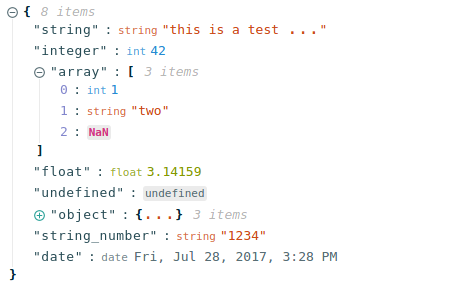 { 8 items
"string" : string "this is a test ..."
"integer" : int 42
"array" : [ 3 items
0 : int 1
1 : string "two"
2 : NaN
]
"float" : float 3.14159
"undefined" : undefined
"object" : {...} 3 items
"string_number" : string "1234"
"date" : date Fri, Jul 28, 2017, 3:28 PM
}